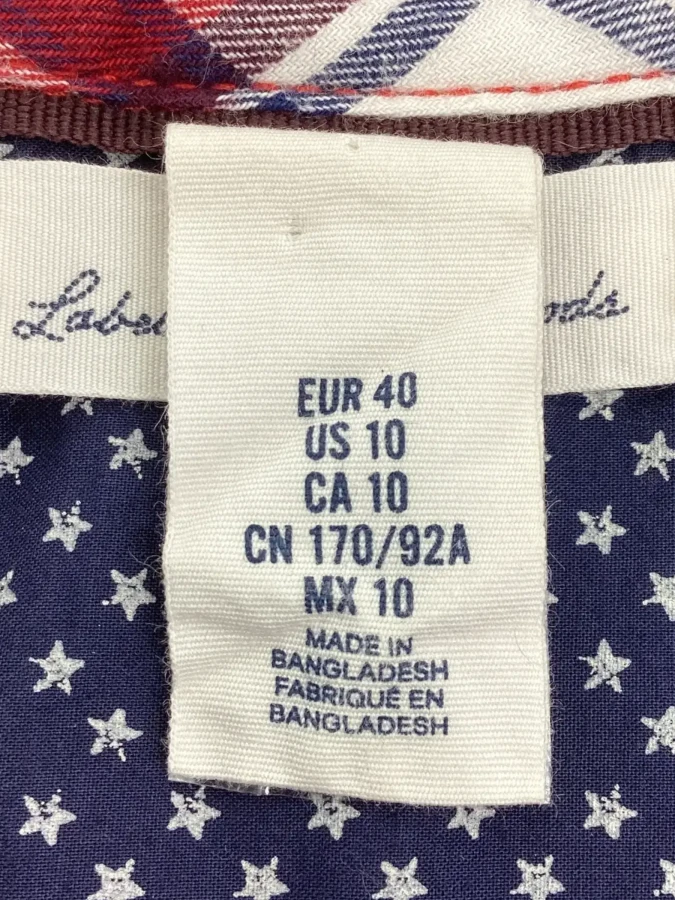 EUR 40
US 10
CA 10
CN 170/92A
MX 10
MADE IN
BANGLADESH
FABRIQUÉ EN
BANGLADESH